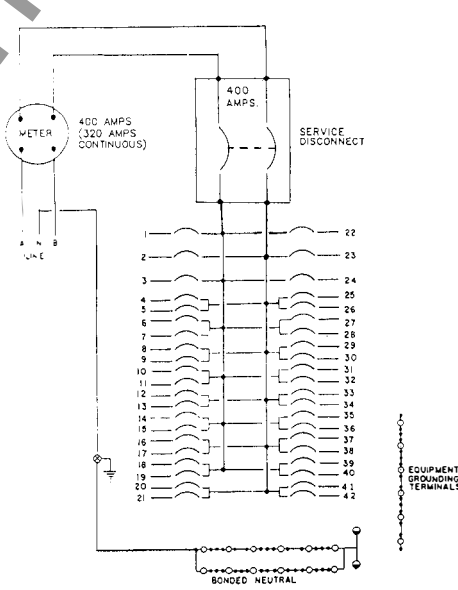 400
AMPS.
METER
400 AMPS
(320 AMPS
CONTINUOUS)
SERVICE
DISCONNECT
A N B
LINE
1 22
2 23
3 24
4 25
5 26
6 27
7 28
8 29
9 30
10 31
11 32
12 33
13 34
14 35
15 36
16 37
17 38
18 39
19 40
20 41
21 42
EQUIPMENT
GROUNDING
TERMINALS
BONDED NEUTRAL